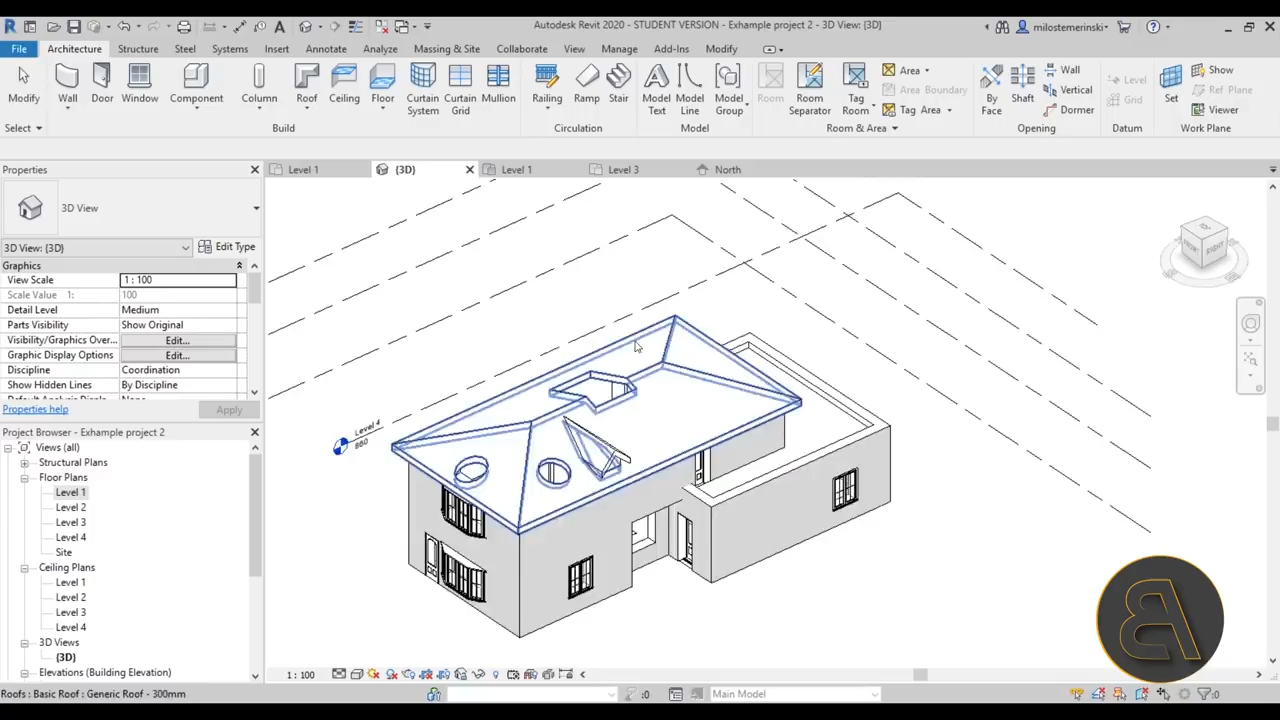 Autodesk Revit 2020 - STUDENT VERSION - Exhample project 2 - 3D View: {3D}
milostemerinski
File Architecture Structure Steel Systems Insert Annotate Analyze Massing & Site Collaborate View Manage Add-Ins Modify
Modify Wall Door Window Component Column Roof Ceiling Floor Curtain System Curtain Grid Mullion Railing Ramp Stair Model Text Model Line Model Group Room Room Separator Tag Room
Area
Area Boundary
Tag Area
By Face Shaft
Wall
Vertical
Dormer
Level
Grid
Set
Show
Ref Plane
Viewer
Select Build Circulation Model Room & Area Opening Datum Work Plane
Properties
Level 1 {3D} Level 1 Level 3 North
3D View
3D View: {3D} Edit Type
Graphics
View Scale 1 : 100
Scale Value 1: 100
Detail Level Medium
Parts Visibility Show Original
Visibility/Graphics Over... Edit...
Graphic Display Options Edit...
Discipline Coordination
Show Hidden Lines By Discipline
Properties help Apply
Project Browser - Exhample project 2
Views (all)
Structural Plans
Floor Plans
Level 1
Level 2
Level 3
Level 4
Site
Ceiling Plans
Level 1
Level 2
Level 3
Level 4
3D Views
{3D}
Elevations (Building Elevation)
Level 4
RIGHT
1 : 100
Roofs : Basic Roof : Generic Roof - 300mm
:0
Main Model
:0